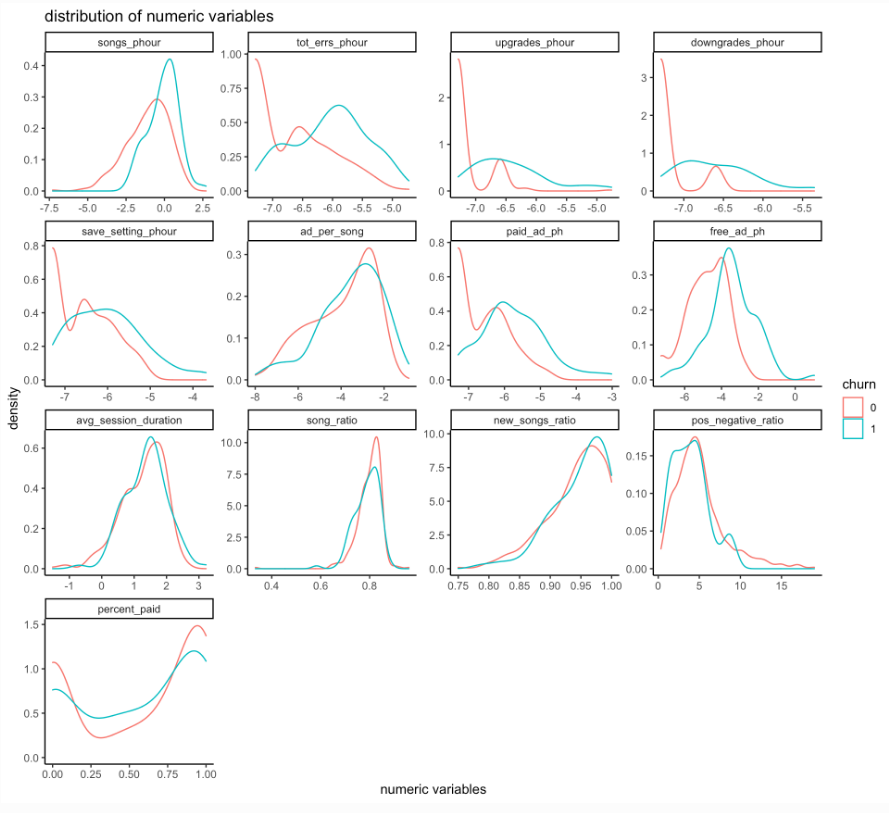 distribution of numeric variables
songs_phour tot_errs_phour upgrades_phour downgrades_phour
0.4 0.3 0.2 0.1 0.0
1.00 0.75 0.50 0.25 0.00
2 1 0
3 2 1 0
-7.5 -5.0 -2.5 0.0 2.5
-7.0 -6.5 -6.0 -5.5 -5.0
-7.0 -6.5 -6.0 -5.5 -5.0
-7.0 -6.5 -6.0 -5.5
save_setting_phour ad_per_song paid_ad_ph free_ad_ph
0.8 0.6 0.4 0.2 0.0
0.3 0.2 0.1 0.0
0.8 0.6 0.4 0.2 0.0
0.3 0.2 0.1 0.0
-7 -6 -5 -4
-8 -6 -4 -2
-7 -6 -5 -4 -3
-6 -4 -2 0
density
churn
0
1
avg_session_duration song_ratio new_songs_ratio pos_negative_ratio
0.6 0.4 0.2 0.0
10.0 7.5 5.0 2.5 0.0
10.0 7.5 5.0 2.5 0.0
0.15 0.10 0.05 0.00
-1 0 1 2 3
0.4 0.6 0.8
0.75 0.80 0.85 0.90 0.95 1.00
0 5 10 15
percent_paid
1.5 1.0 0.5 0.0
0.00 0.25 0.50 0.75 1.00
numeric variables